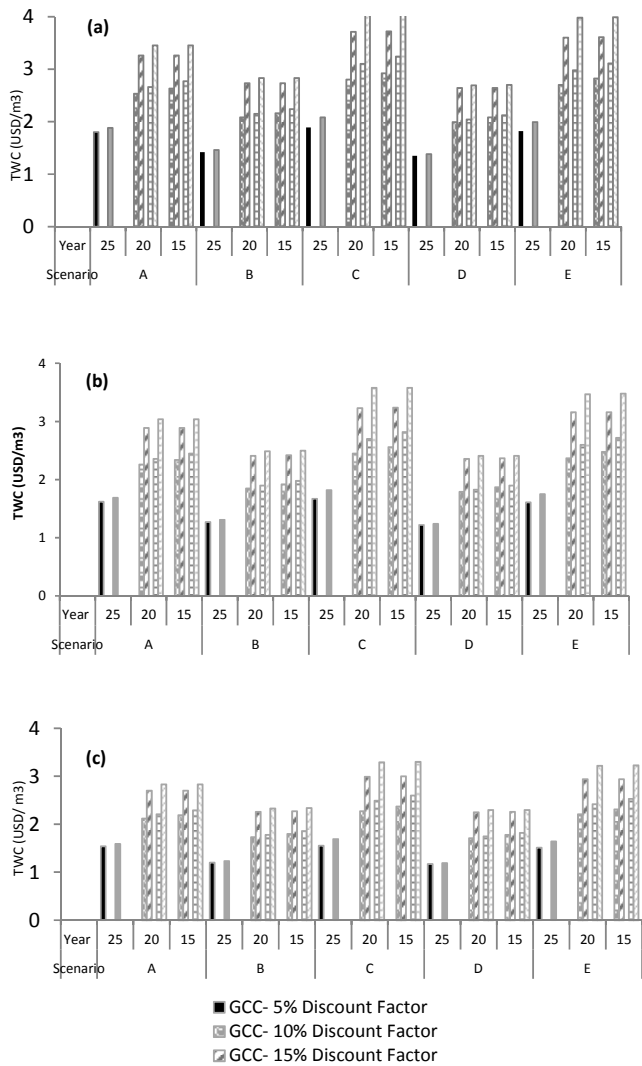 (a)
TWC (USD/m3)
4
3
2
1
0
Year 25 20 15 25 20 15 25 20 15 25 20 15 25 20 15
Scenario A B C D E
(b)
TWC (USD/m3)
4
3
2
1
0
Year 25 20 15 25 20 15 25 20 15 25 20 15 25 20 15
Scenario A B C D E
(c)
TWC (USD/ m3)
4
3
2
1
0
Year 25 20 15 25 20 15 25 20 15 25 20 15 25 20 15
Scenario A B C D E
GCC- 5% Discount Factor
GCC- 10% Discount Factor
GCC- 15% Discount Factor